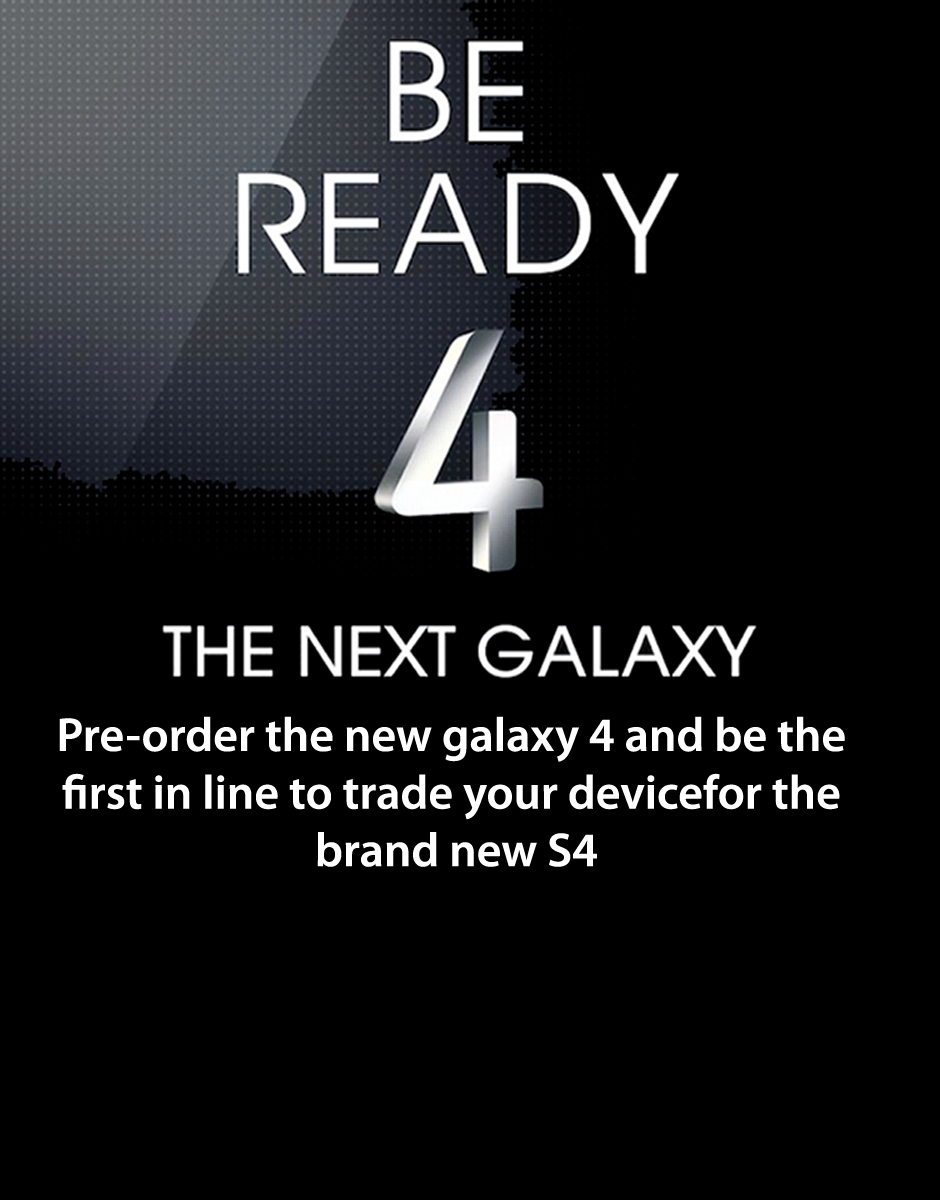 BE
READY
4
THE NEXT GALAXY
Pre-order the new galaxy 4 and be the
first in line to trade your devicefor the
brand new S4